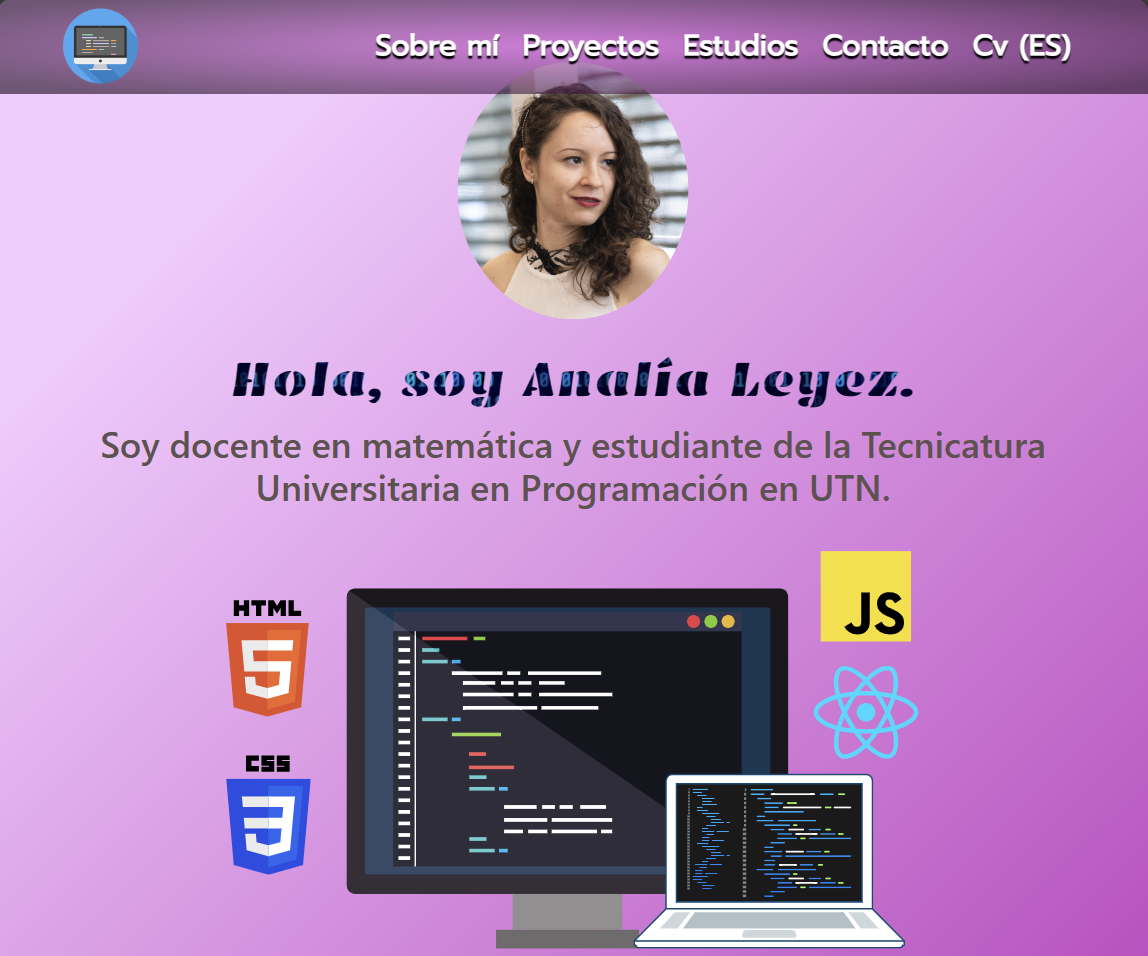 Sobre mí Proyectos Estudios Contacto Cv (ES)
Hola, soy Analía Leyez.
Soy docente en matemática y estudiante de la Tecnicatura
Universitaria en Programación en UTN.
JS
HTML
5
CSS
3